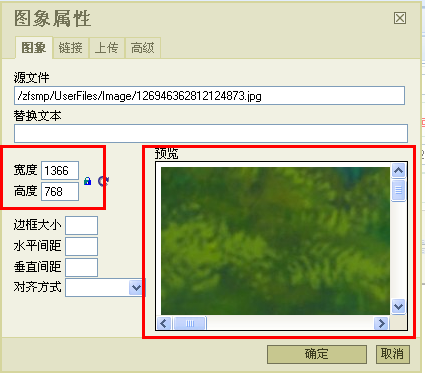 图象属性
图象 链接 上传 高级
源文件
/zfsmp/UserFiles/Image/126946362812124873.jpg
替换文本
预览
宽度 1366
高度 768
边框大小
水平间距
垂直间距
对齐方式
确定 取消